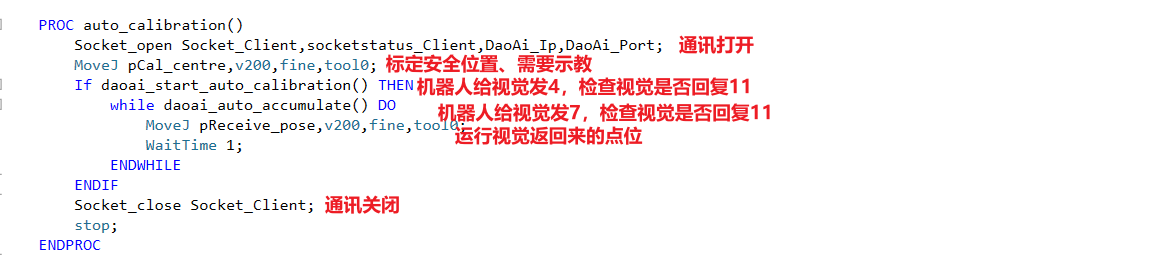 PROC auto_calibration()
Socket_open Socket_Client,socketstatus_Client,DaoAi_Ip,DaoAi_Port; 通讯打开
MoveJ pCal_centre,v200,fine,tool0; 标定安全位置、需要示教
If daoai_start_auto_calibration() THEN 机器人给视觉发4，检查视觉是否回复11
while daoai_auto_accumulate() DO 机器人给视觉发7，检查视觉是否回复11
MoveJ pReceive_pose,v200,fine,tool0;
运行视觉返回来的点位
WaitTime 1;
ENDWHILE
ENDIF
Socket_close Socket_Client; 通讯关闭
stop;
ENDPROC